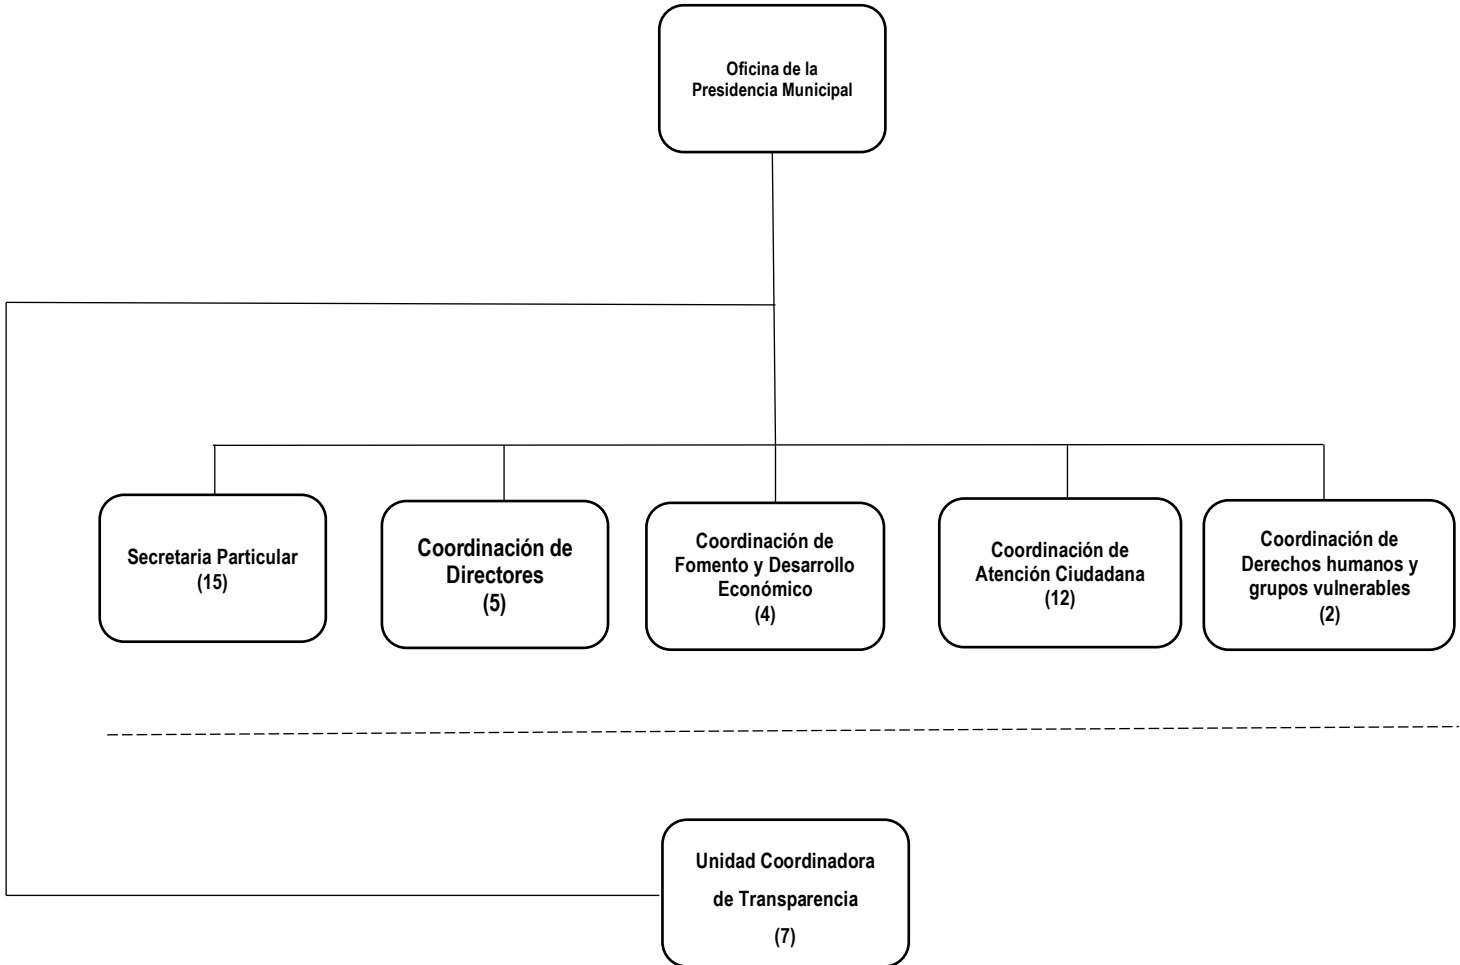 Oficina de la
Presidencia Municipal
Secretaria Particular
(15)
Coordinación de
Directores
(5)
Coordinación de
Fomento y Desarrollo
Económico
(4)
Coordinación de
Atención Ciudadana
(12)
Coordinación de
Derechos humanos y
grupos vulnerables
(2)
Unidad Coordinadora
de Transparencia
(7)